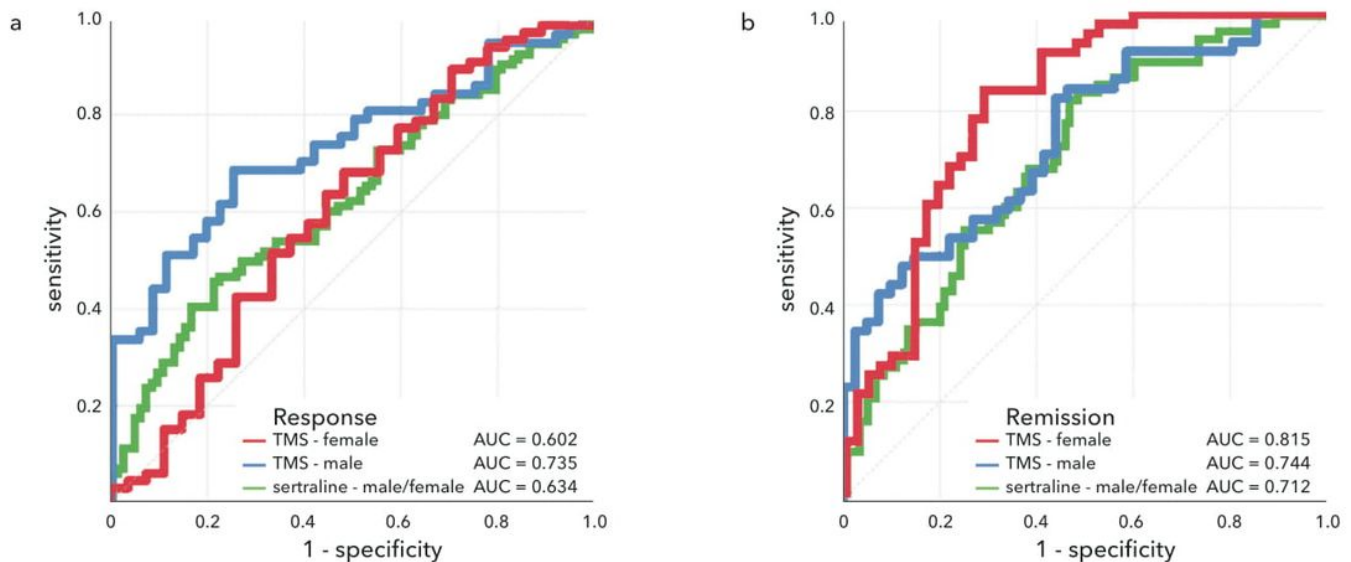 a
1.0
0.8
0.6
0.4
0.2
sensitivity
Response
TMS - female AUC = 0.602
TMS - male AUC = 0.735
sertraline - male/female AUC = 0.634
0 0.2 0.4 0.6 0.8 1.0
1 - specificity
b
1.0
0.8
0.6
0.4
0.2
sensitivity
Remission
TMS - female AUC = 0.815
TMS - male AUC = 0.744
sertraline - male/female AUC = 0.712
0 0.2 0.4 0.6 0.8 1.0
1 - specificity